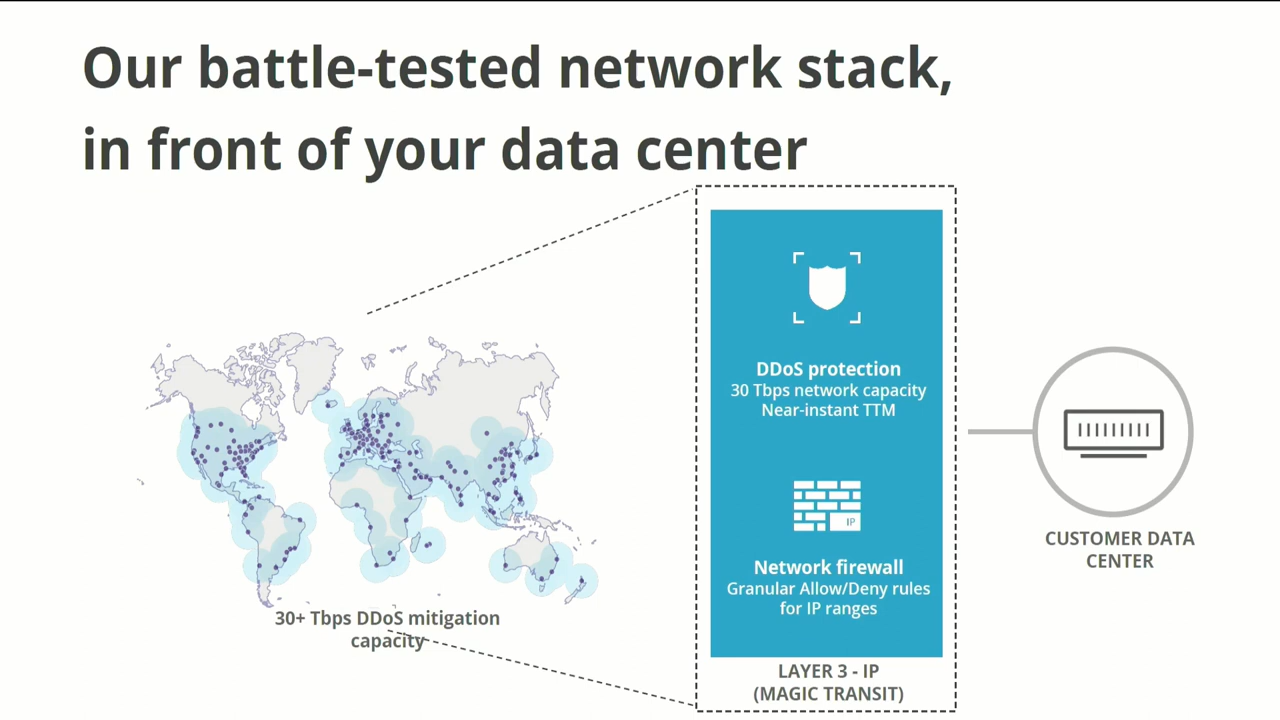 Our battle-tested network stack,
in front of your data center
30+ Tbps DDoS mitigation
capacity
DDoS protection
30 Tbps network capacity
Near-instant TTM
IP
Network firewall
Granular Allow/Deny rules
for IP ranges
LAYER 3 - IP
(MAGIC TRANSIT)
CUSTOMER DATA
CENTER